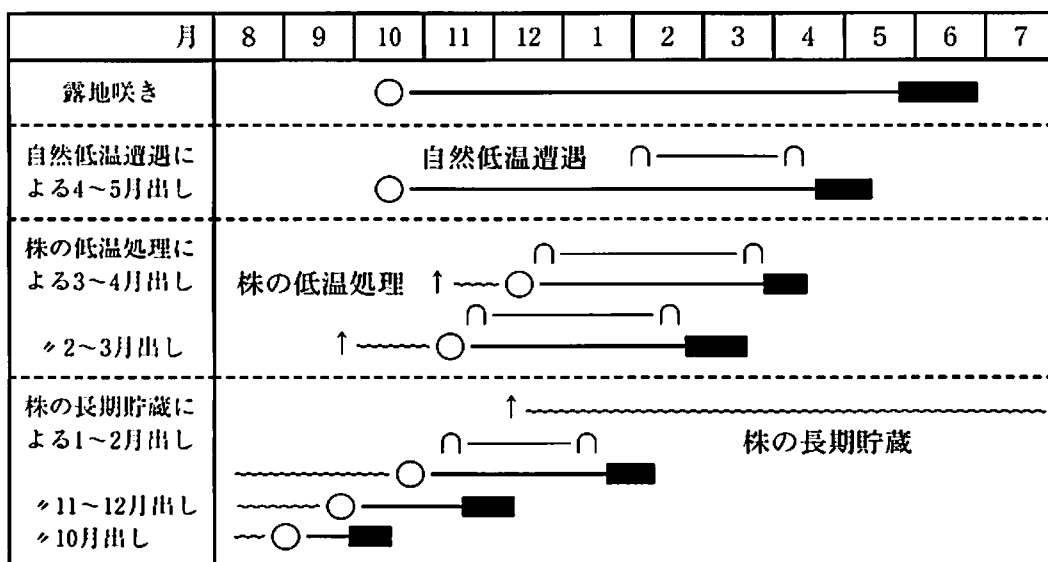 月 8 9 10 11 12 1 2 3 4 5 6 7
露地咲き
自然低温遭遇に
よる4~5月出し
自然低温遭遇
株の低温処理に
よる3~4月出し
株の低温処理
〃2~3月出し
株の長期貯蔵に
よる1~2月出し
株の長期貯蔵
〃11~12月出し
〃10月出し